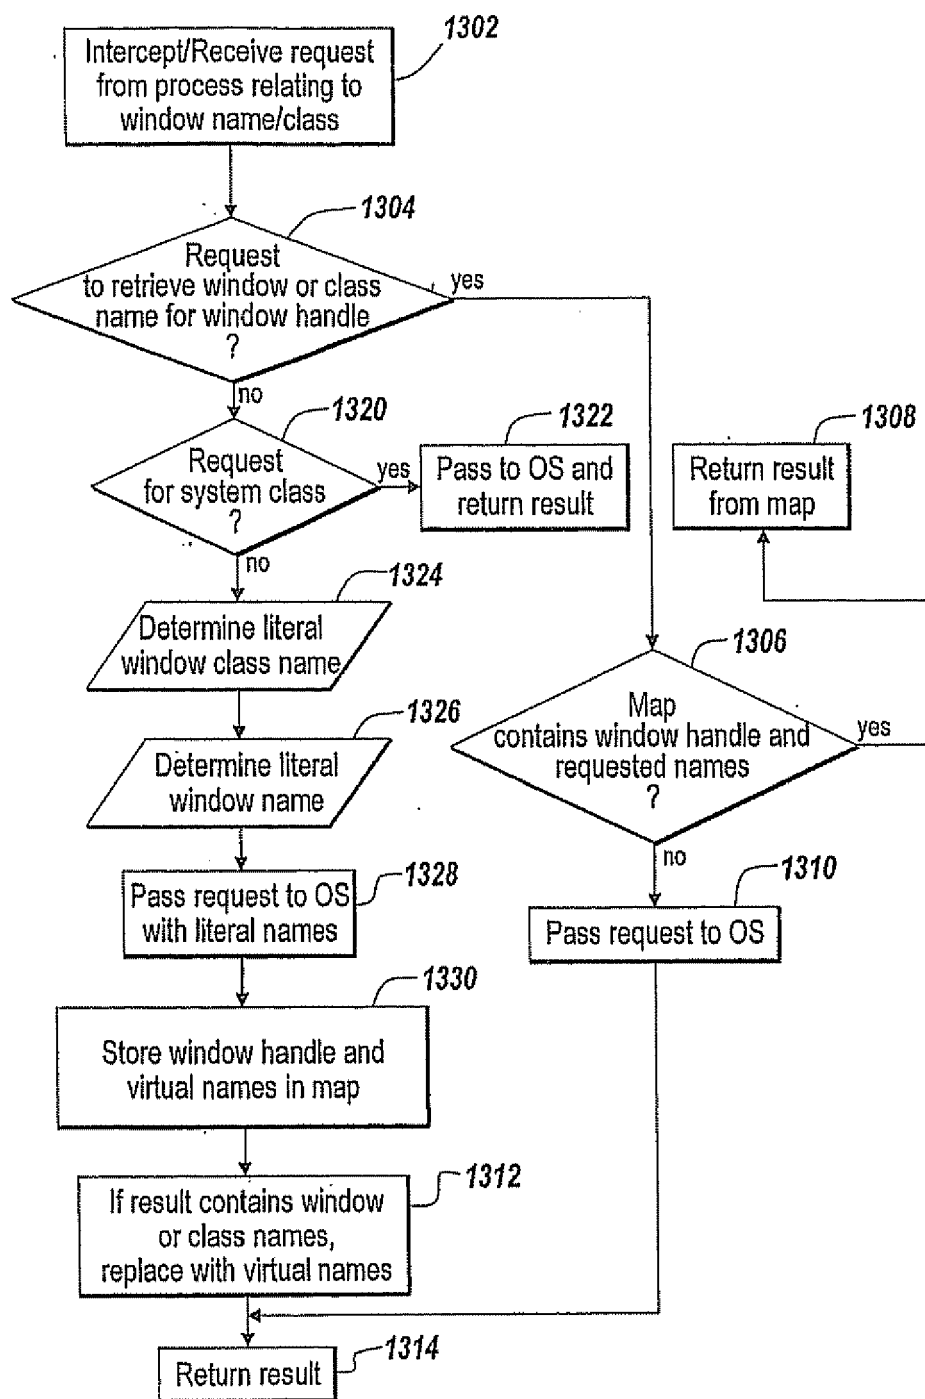 1302
Intercept/Receive request
from process relating to
window name/class
1304
Request
to retrieve window or class
name for window handle
?
yes
no
1320
Request
for system class
?
yes
no
1322
Pass to OS and
return result
1308
Return result
from map
1324
Determine literal
window class name
1306
Map
contains window handle and
requested names
?
yes
no
1326
Determine literal
window name
1328
Pass request to OS
with literal names
1310
Pass request to OS
1330
Store window handle and
virtual names in map
1312
If result contains window
or class names,
replace with virtual names
1314
Return result